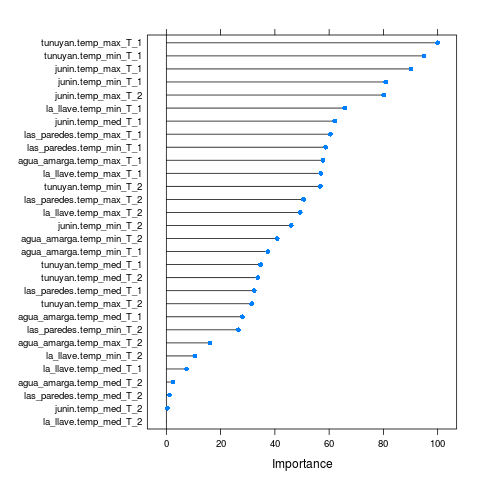 tunuyan.temp_max_T_1
tunuyan.temp_min_T_1
junin.temp_max_T_1
junin.temp_min_T_1
junin.temp_max_T_2
la_llave.temp_min_T_1
junin.temp_med_T_1
las_paredes.temp_max_T_1
las_paredes.temp_min_T_1
agua_amarga.temp_max_T_1
la_llave.temp_max_T_1
tunuyan.temp_min_T_2
las_paredes.temp_max_T_2
la_llave.temp_max_T_2
junin.temp_min_T_2
agua_amarga.temp_min_T_2
agua_amarga.temp_min_T_1
tunuyan.temp_med_T_1
tunuyan.temp_med_T_2
las_paredes.temp_med_T_1
tunuyan.temp_max_T_2
agua_amarga.temp_med_T_1
las_paredes.temp_min_T_2
agua_amarga.temp_max_T_2
la_llave.temp_min_T_2
la_llave.temp_med_T_1
agua_amarga.temp_med_T_2
las_paredes.temp_med_T_2
junin.temp_med_T_2
la_llave.temp_med_T_2
0 20 40 60 80 100
Importance